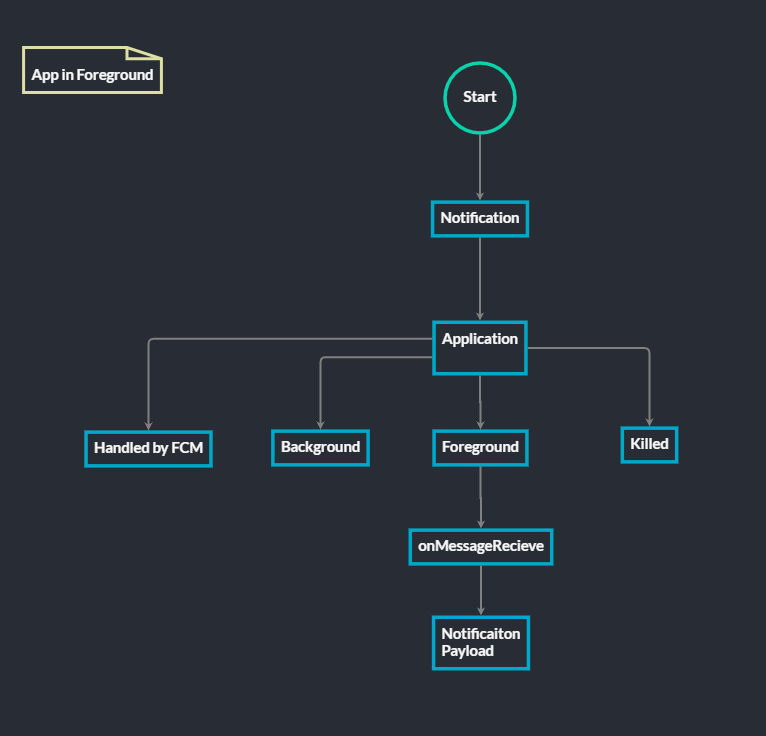 App in Foreground
Start
Notification
Application
Handled by FCM
Background
Foreground
Killed
onMessageRecieve
Notificaiton
Payload